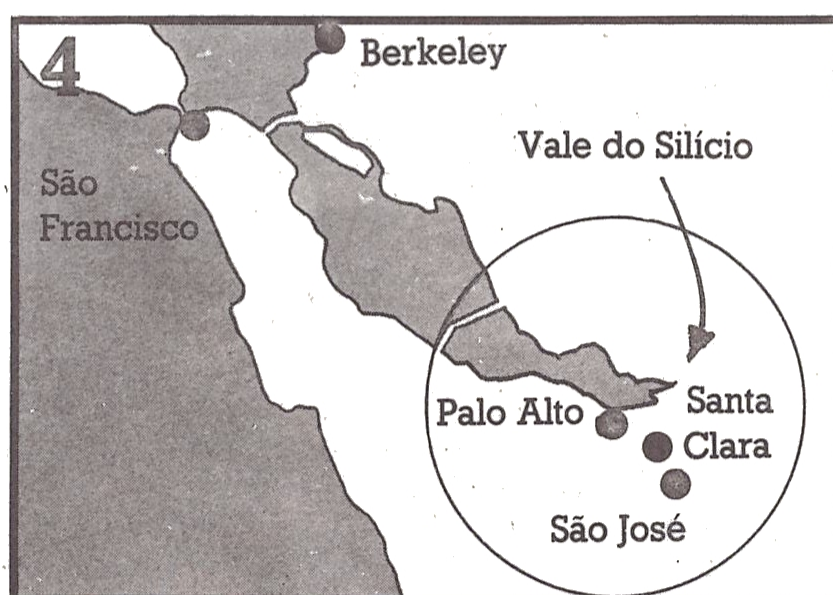 4
Berkeley
Vale do Silício
São
Francisco
Palo Alto
Santa
Clara
São José